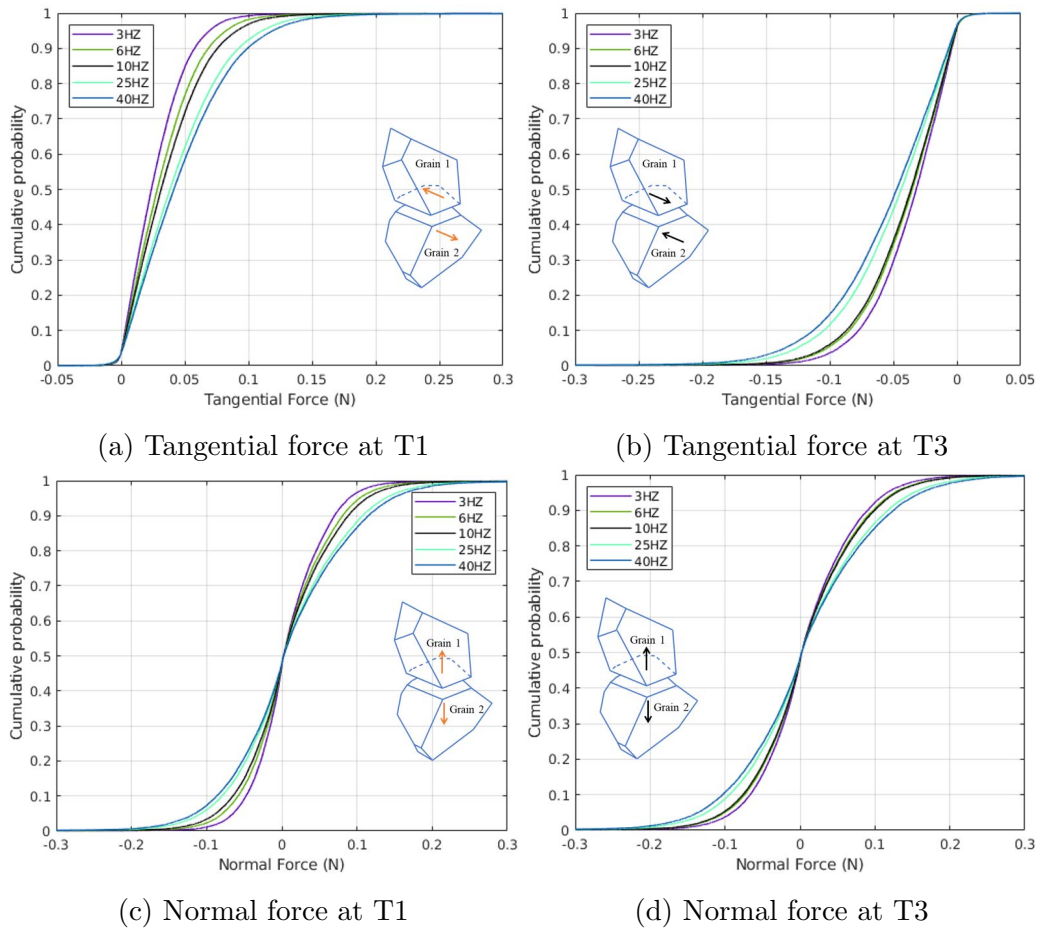 Cumulative probability
1
0.9
0.8
0.7
0.6
0.5
0.4
0.3
0.2
0.1
0
3HZ
6HZ
10HZ
25HZ
40HZ
Grain 1
Grain 2
-0.05 0 0.05 0.1 0.15 0.2 0.25 0.3
Tangential Force (N)
(a) Tangential force at T1
Cumulative probability
1
0.9
0.8
0.7
0.6
0.5
0.4
0.3
0.2
0.1
0
3HZ
6HZ
10HZ
25HZ
40HZ
Grain 1
Grain 2
-0.3 -0.25 -0.2 -0.15 -0.1 -0.05 0 0.05
Tangential Force (N)
(b) Tangential force at T3
Cumulative probability
1
0.9
0.8
0.7
0.6
0.5
0.4
0.3
0.2
0.1
0
3HZ
6HZ
10HZ
25HZ
40HZ
Grain 1
Grain 2
-0.3 -0.2 -0.1 0 0.1 0.2 0.3
Normal Force (N)
(c) Normal force at T1
Cumulative probability
1
0.9
0.8
0.7
0.6
0.5
0.4
0.3
0.2
0.1
0
3HZ
6HZ
10HZ
25HZ
40HZ
Grain 1
Grain 2
-0.3 -0.2 -0.1 0 0.1 0.2 0.3
Normal Force (N)
(d) Normal force at T3